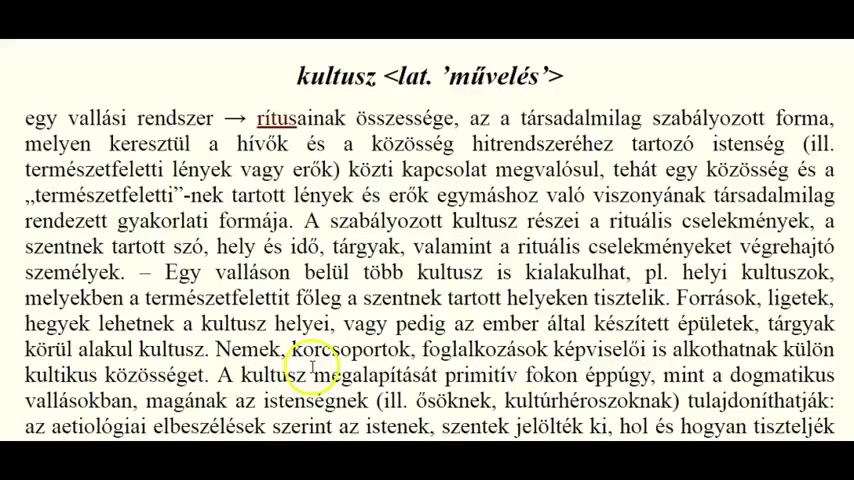 kultusz <lat. ’művelés’>
egy vallási rendszer → rítusainak összessége, az a társadalmilag szabályozott forma,
melyen keresztül a hívők és a közösség hitrendszeréhez tartozó istenség (ill.
természetfeletti lények vagy erők) közti kapcsolat megvalósul, tehát egy közösség és a
„természetfeletti”-nek tartott lények és erők egymáshoz való viszonyának társadalmilag
rendezett gyakorlati formája. A szabályozott kultusz részei a rituális cselekmények, a
szentnek tartott szó, hely és idő, tárgyak, valamint a rituális cselekményeket végrehajtó
személyek. – Egy valláson belül több kultusz is kialakulhat, pl. helyi kultuszok,
melyekben a természetfelettit főleg a szentnek tartott helyeken tisztelik. Források, ligetek,
hegyek lehetnek a kultusz helyei, vagy pedig az ember által készített épületek, tárgyak
körül alakul kultusz. Nemek, korcsoportok, foglalkozások képviselői is alkothatnak külön
kultikus közösséget. A kultusz megalapítását primitív fokon éppúgy, mint a dogmatikus
vallásokban, magának az istenségnek (ill. ősöknek, kultúrhéroszoknak) tulajdoníthatják:
az aetiológiai elbeszélések szerint az istenek, szentek jelölték ki, hol és hogyan tiszteljék